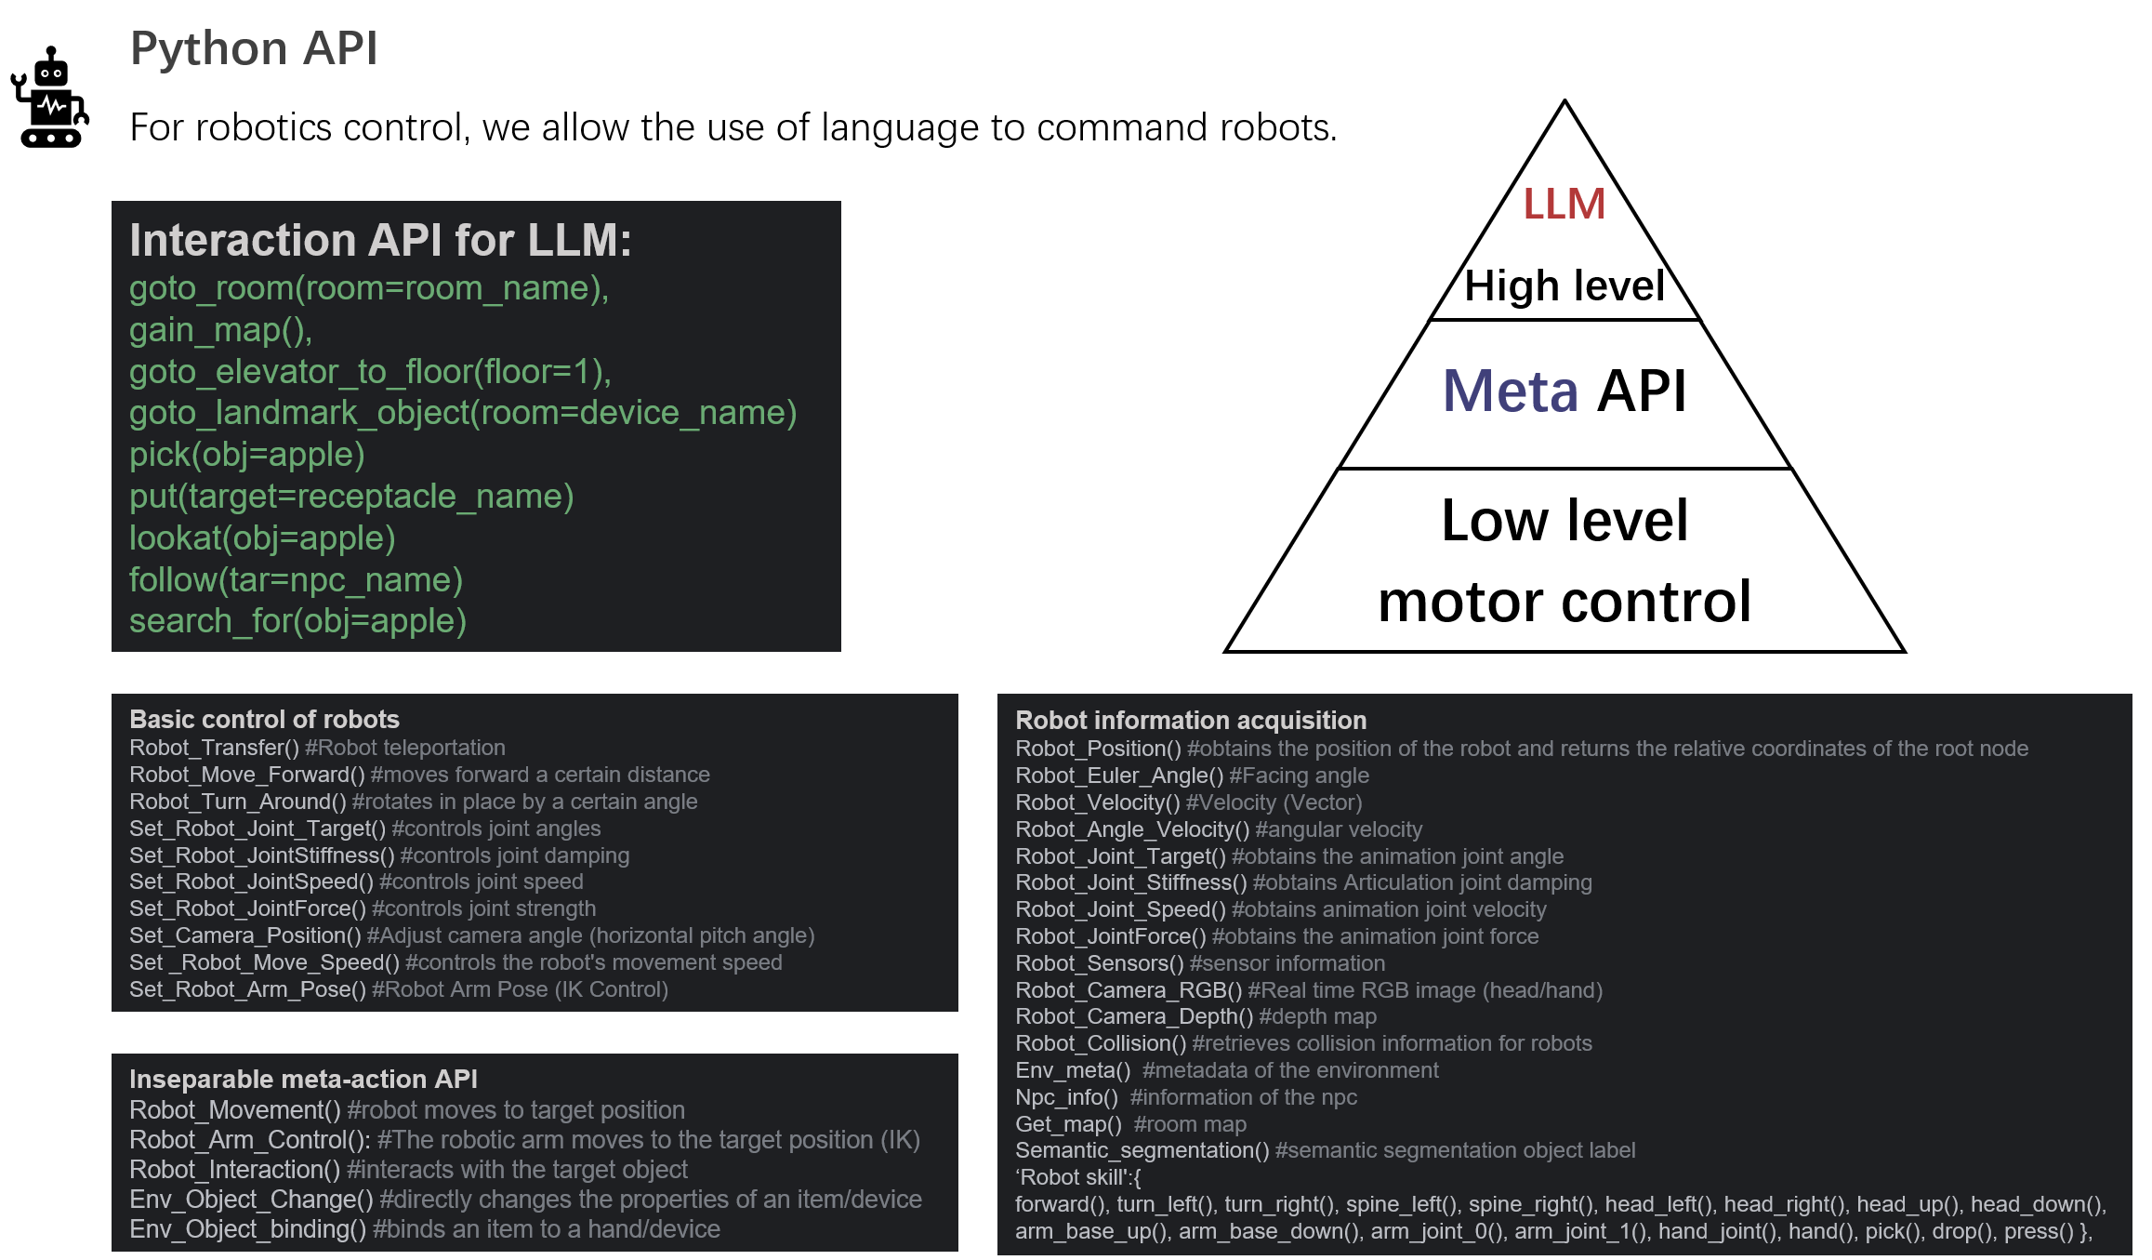 Python API
For robotics control, we allow the use of language to command robots.
Interaction API for LLM:
goto_room(room=room_name),
gain_map(),
goto_elevator_to_floor(floor=1),
goto_landmark_object(room=device_name)
pick(obj=apple)
put(target=receptacle_name)
lookat(obj=apple)
follow(tar=npc_name)
search_for(obj=apple)
LLM
High level
Meta API
Low level
motor control
Basic control of robots
Robot_Transfer() #Robot teleportation
Robot_Move_Forward() #moves forward a certain distance
Robot_Turn_Around() #rotates in place by a certain angle
Set_Robot_Joint_Target() #controls joint angles
Set_Robot_JointStiffness() #controls joint damping
Set_Robot_JointSpeed() #controls joint speed
Set_Robot_JointForce() #controls joint strength
Set_Camera_Position() #Adjust camera angle (horizontal pitch angle)
Set _Robot_Move_Speed() #controls the robot's movement speed
Set_Robot_Arm_Pose() #Robot Arm Pose (IK Control)
Inseparable meta-action API
Robot_Movement() #robot moves to target position
Robot_Arm_Control(): #The robotic arm moves to the target position (IK)
Robot_Interaction() #interacts with the target object
Env_Object_Change() #directly changes the properties of an item/device
Env_Object_binding() #binds an item to a hand/device
Robot information acquisition
Robot_Position() #obtains the position of the robot and returns the relative coordinates of the root node
Robot_Euler_Angle() #Facing angle
Robot_Velocity() #Velocity (Vector)
Robot_Angle_Velocity() #angular velocity
Robot_Joint_Target() #obtains the animation joint angle
Robot_Joint_Stiffness() #obtains Articulation joint damping
Robot_Joint_Speed() #obtains animation joint velocity
Robot_JointForce() #obtains the animation joint force
Robot_Sensors() #sensor information
Robot_Camera_RGB() #Real time RGB image (head/hand)
Robot_Camera_Depth() #depth map
Robot_Collision() #retrieves collision information for robots
Env_meta()  #metadata of the environment
Npc_info()  #information of the npc
Get_map()  #room map
Semantic_segmentation() #semantic segmentation object label
‘Robot skill':{
forward(), turn_left(), turn_right(), spine_left(), spine_right(), head_left(), head_right(), head_up(), head_down(),
arm_base_up(), arm_base_down(), arm_joint_0(), arm_joint_1(), hand_joint(), hand(), pick(), drop(), press() },